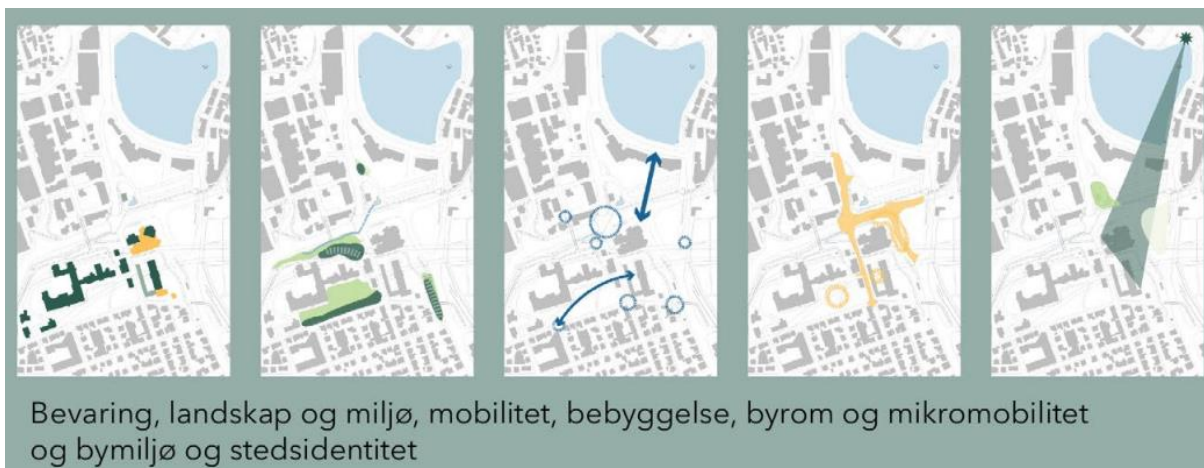 Bevaring, landskap og miljø, mobilitet, bebyggelse, byrom og mikromobilitet
og bymiljø og stedsidentitet